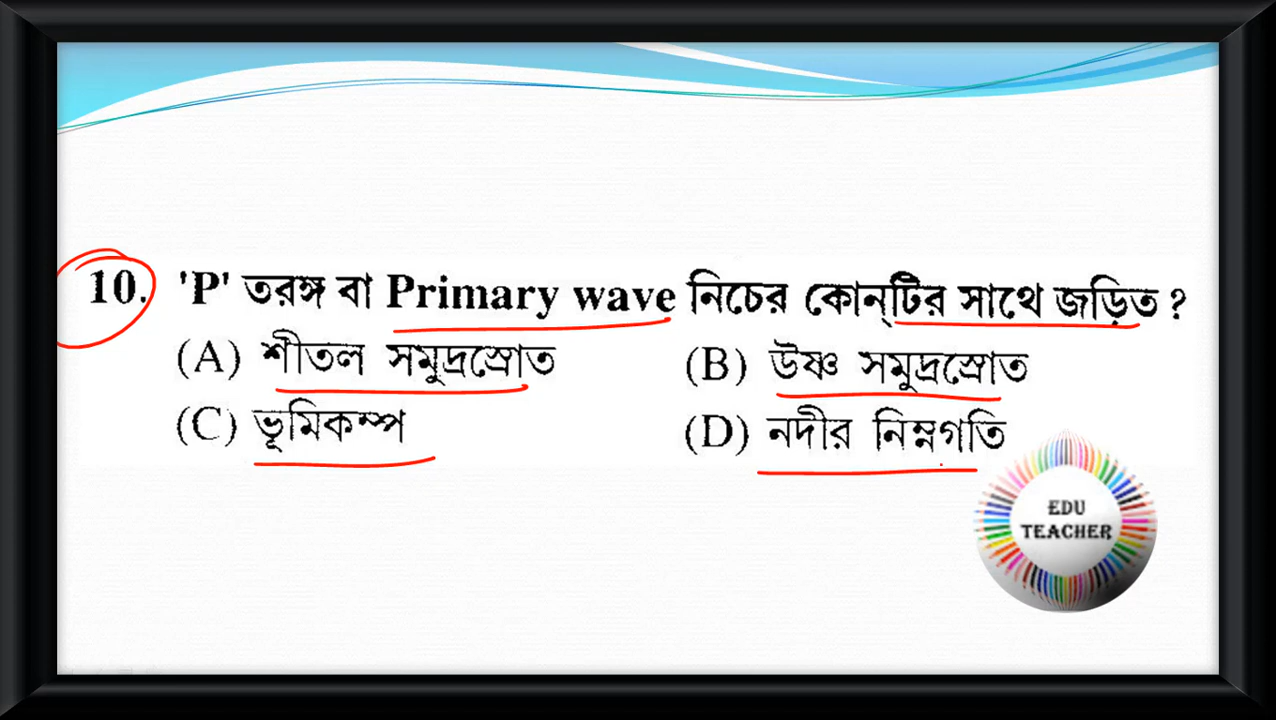 10. 'P' তরঙ্গ বা Primary wave নিচের কোন্‌টির সাথে জড়িত ?
(A) শীতল সমুদ্রস্রোত (B) উষ্ণ সমুদ্রস্রোত
(C) ভূমিকম্প (D) নদীর নিম্নগতি
EDU
TEACHER